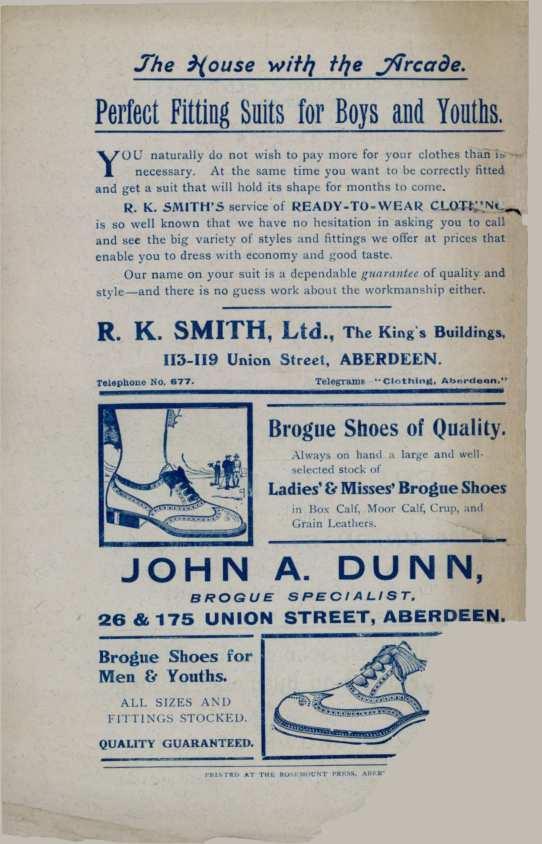 The House with the Arcade.
Perfect Fitting Suits for Boys and Youths.
YOU naturally do not wish to pay more for your clothes than is
necessary. At the same time you want to be correctly fitted
and get a suit that will hold its shape for months to come.
R. K. SMITH'S service of READY-TO-WEAR CLOTHING
is so well known that we have no hesitation in asking you to call
and see the big variety of styles and fittings we offer at prices that
enable you to dress with economy and good taste.
Our name on your suit is a dependable guarantee of quality and
style—and there is no guess work about the workmanship either.
R. K. SMITH, Ltd., The King's Buildings,
113-119 Union Street, ABERDEEN.
Telephone No. 677. Telegrams—"Clothing, Aberdeen."
Brogue Shoes of Quality.
Always on hand a large and well-
selected stock of
Ladies' & Misses' Brogue Shoes
in Box Calf, Moor Calf, Crup, and
Grain Leathers.
JOHN A. DUNN,
BROGUE SPECIALIST,
26 & 175 UNION STREET, ABERDEEN.
Brogue Shoes for
Men & Youths.
ALL SIZES AND
FITTINGS STOCKED.
QUALITY GUARANTEED.
PRINTED AT THE ROSEMOUNT PRESS, ABER